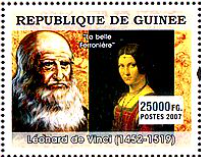 REPUBLIQUE DE GUINEE
"La belle
Ferronière"
25000FG.
POSTES 2007
Léonard de Vinci (1452-1519)